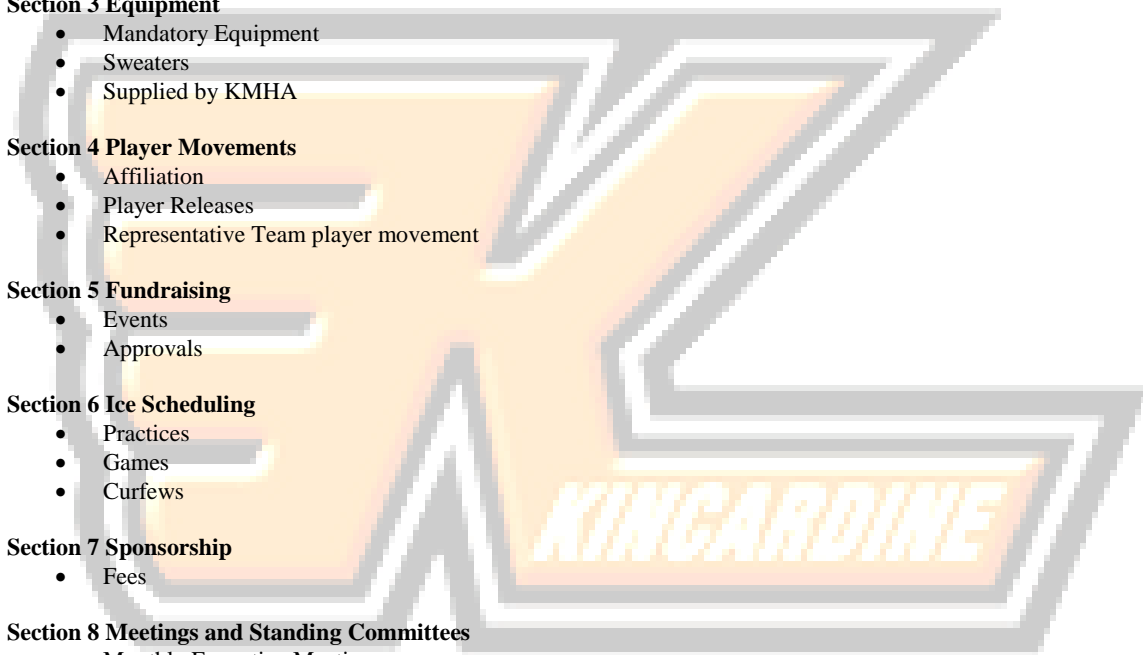 Section 3 Equipment
• Mandatory Equipment
• Sweaters
• Supplied by KMHA
Section 4 Player Movements
• Affiliation
• Player Releases
• Representative Team player movement
Section 5 Fundraising
• Events
• Approvals
Section 6 Ice Scheduling
• Practices
• Games
• Curfews
KINCARDINE
Section 7 Sponsorship
• Fees
Section 8 Meetings and Standing Committees